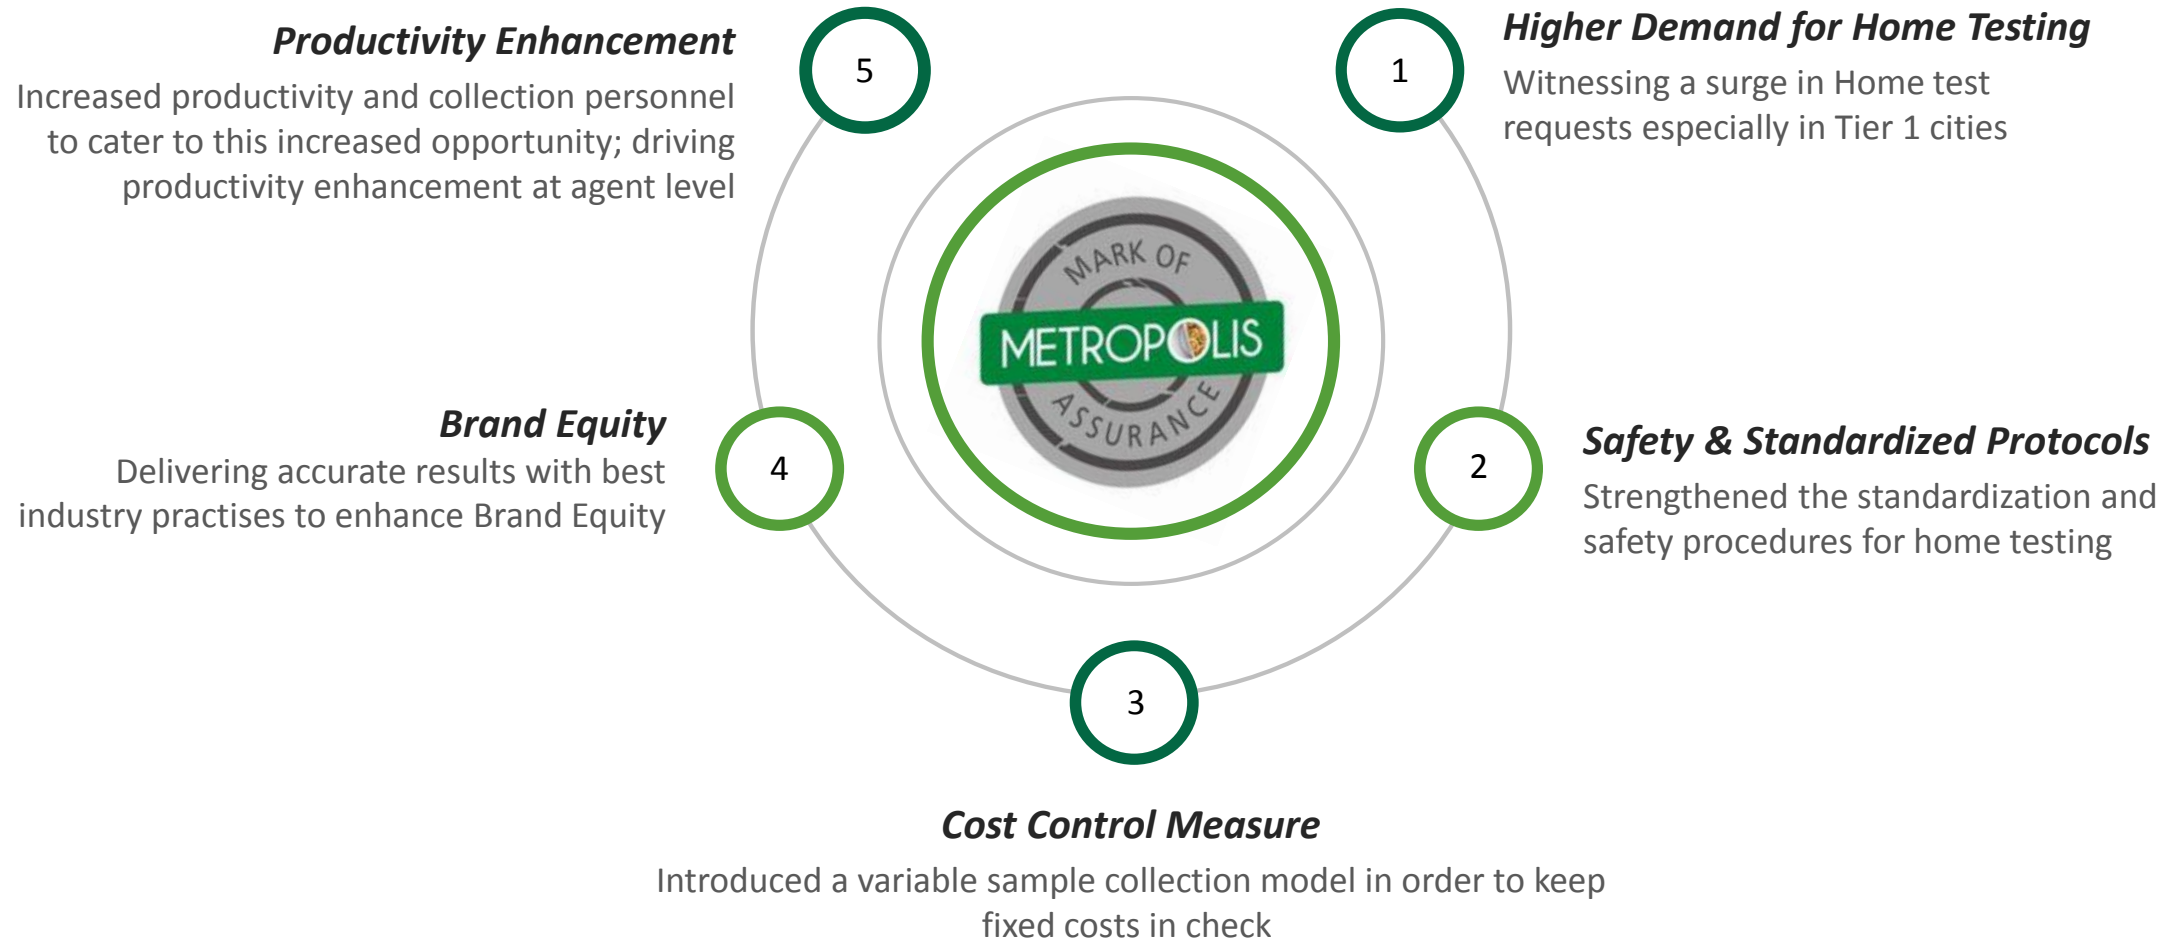 1
Higher Demand for Home Testing
Witnessing a surge in Home test
requests especially in Tier 1 cities
2
Safety & Standardized Protocols
Strengthened the standardization and
safety procedures for home testing
3
Cost Control Measure
Introduced a variable sample collection model in order to keep
fixed costs in check
4
Brand Equity
Delivering accurate results with best
industry practises to enhance Brand Equity
5
Productivity Enhancement
Increased productivity and collection personnel
to cater to this increased opportunity; driving
productivity enhancement at agent level
MARK OF
METROPOLIS
ASSURANCE